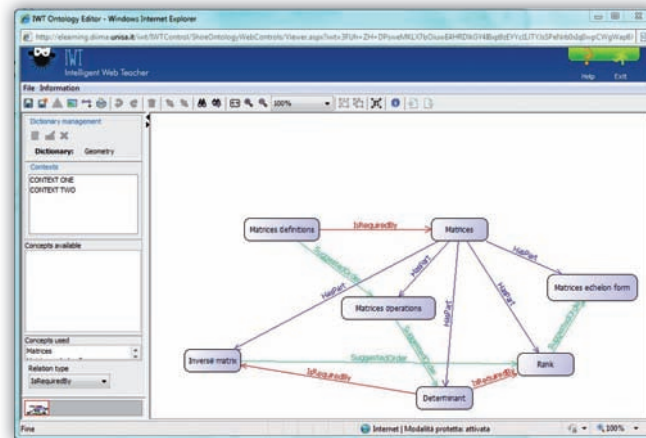 IWT Ontology Editor - Windows Internet Explorer
IWT
Intelligent Web Teacher
Help
Exit
File Information
100%
Dictionary management
Dictionary: Geometry
Contexts
CONTEXT ONE
CONTEXT TWO
Concepts available
Concepts used
Matrices
Relation type
IsRequiredBy
Matrices definitions
IsRequiredBy
Matrices
SuggestedOrder
HasPart
HasPart
HasPart
HasPart
HasPart
Matrices echelon form
Matrices operations
SuggestedOrder
SuggestedOrder
Inverse matrix
SuggestedOrder
Rank
IsRequiredBy
IsRequiredBy
Determinant
Fine
Internet | Modalità protetta: attivata
100%